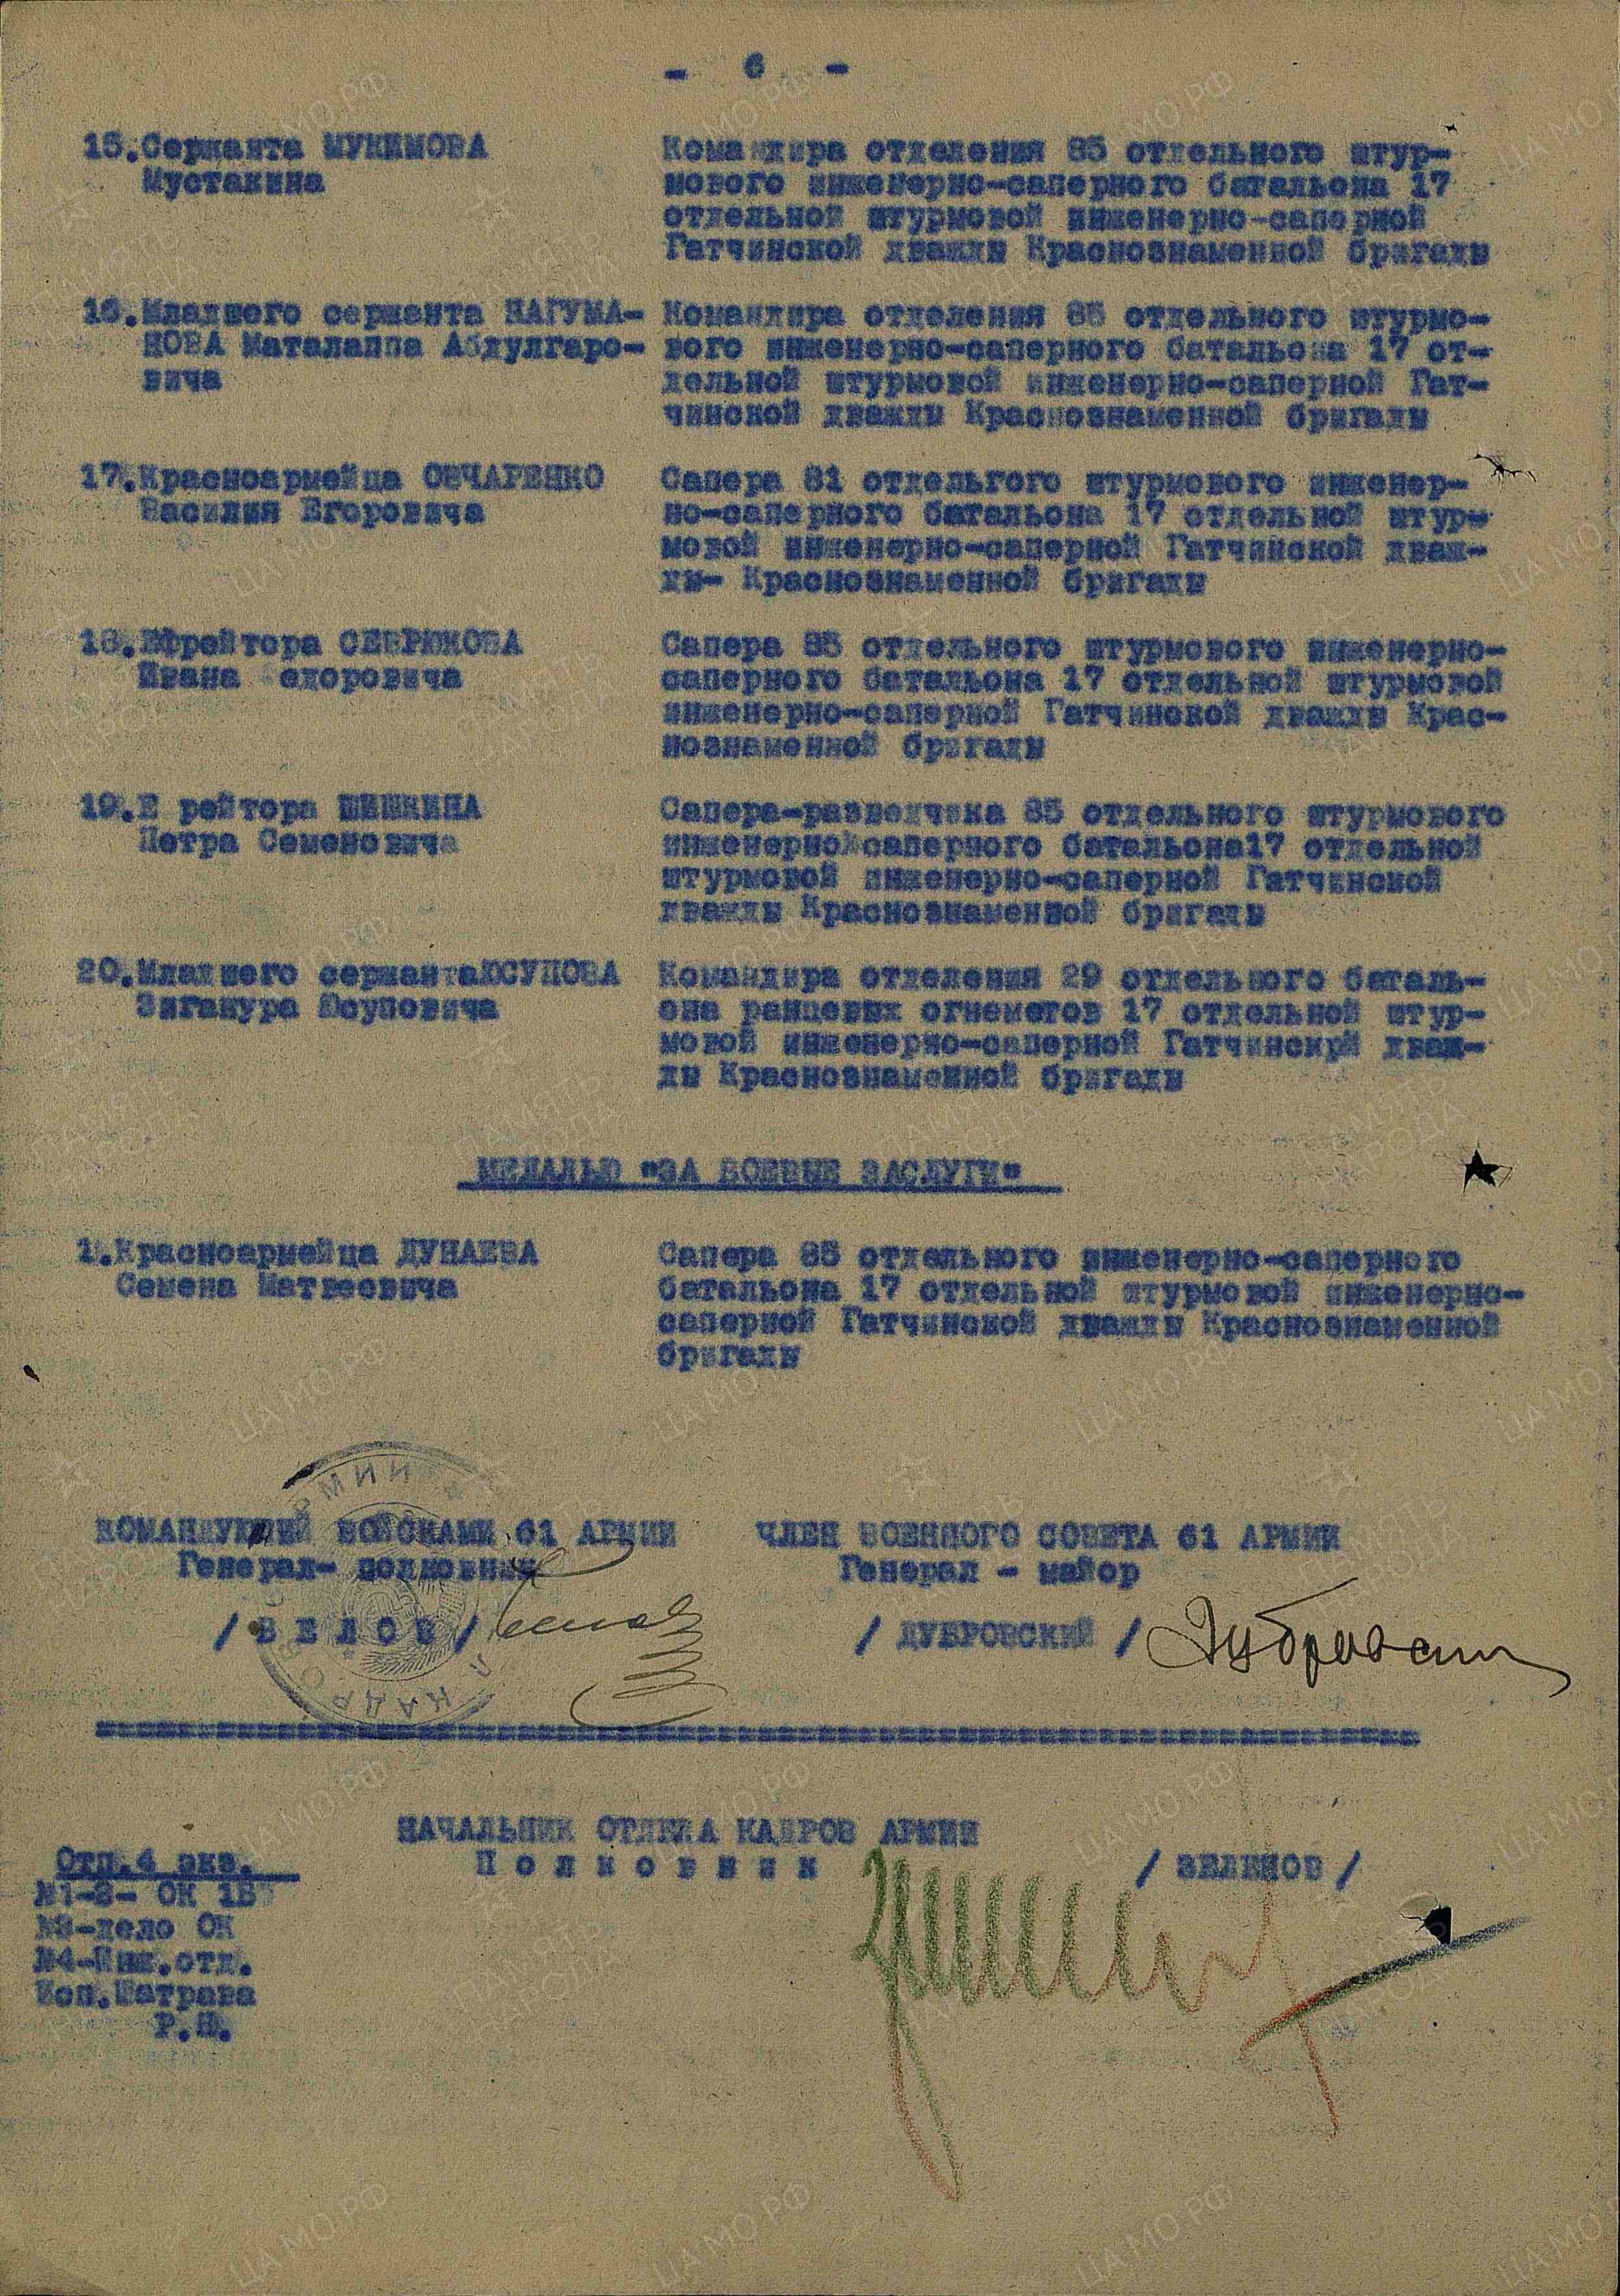 - 6 -
15.Сержанта МУКИМОВА
Мустакима
Командира отделения 85 отдельного штур-
мового инженерно-саперного батальона 17
отдельной штурмовой инженерно-саперной
Гатчинской дважды Краснознаменной бригады
16.Младшего сержанта НАГУМА-
НОВА Маталаппа Абдулгаро-
вича
Командира отделения 85 отдельного штурмо-
вого инженерно-саперного батальона 17 от-
дельной штурмовой инженерно-саперной Гат-
чинской дважды Краснознаменной бригады
17.Красноармейца ОВЧАРЕНКО
Василия Егоровича
Сапера 81 отдельгого штурмового инженер-
но-саперного батальона 17 отдельной штур-
мовой инженерно-саперной Гатчинской дваж-
ды- Краснознаменной бригады
18.Ефрейтора СЕВРЮКОВА
Ивана едоровича
Сапера 85 отдельного штурмового инженерно-
саперного батальона 17 отдельной штурмовой
инженерно-саперной Гатчинской дважды Крас-
нознаменной бригады
19.Е рейтора ШИШКИНА
Петра Семеновича
Сапера-разведчика 85 отдельного штурмового
инженерно-саперного батальона17 отдельной
штурмовой инженерно-саперной Гатчинской
дважды Краснознаменной бригады
20.Младшего сержантаЮСУПОВА
Зиганура Юсуповича
Командира отделения 29 отдельного баталь-
она ранцевых огнеметов 17 отдельной штур-
мовой инженерно-саперной Гатчинскрй дваж-
ды Краснознаменной бригады
МЕДАЛЬЮ "ЗА БОЕВЫЕ ЗАСЛУГИ"
1.Красноармейца ДУНАЕВА
Семена Матвеевича
Сапера 85 отдельного инженерно-саперного
батальона 17 отдельной штурмовой инженерно-
саперной Гатчинской дважды Краснознаменной
бригады
КОМАНДУЮЩИЙ ВОЙСКАМИ 61 АРМИИ
Генерал- полковник
/ Б Е Л О В /
ЧЛЕН ВОЕННОГО СОВЕТА 61 АРМИИ
Генерал - майор
/ ДУБРОВСКИЙ /
НАЧАЛЬНИК ОТДЕЛА КАДРОВ АРМИИ
П о л к о в н и к / ЗЕЛЕНОВ /
Отп.4 экз.
№1-2- ОК 1БФ
№3-дело ОК
№4-Инж.отд.
Исп.Шатрова
Р.Н.